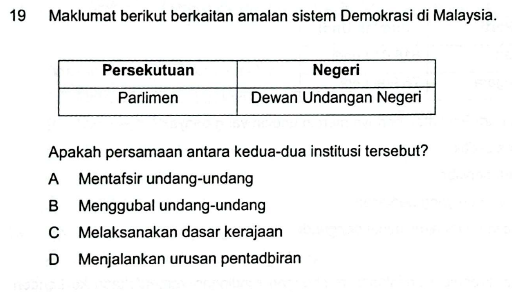 19 Maklumat berikut berkaitan amalan sistem Demokrasi di Malaysia.
Persekutuan Negeri
Parlimen Dewan Undangan Negeri
Apakah persamaan antara kedua-dua institusi tersebut?
A Mentafsir undang-undang
B Menggubal undang-undang
C Melaksanakan dasar kerajaan
D Menjalankan urusan pentadbiran